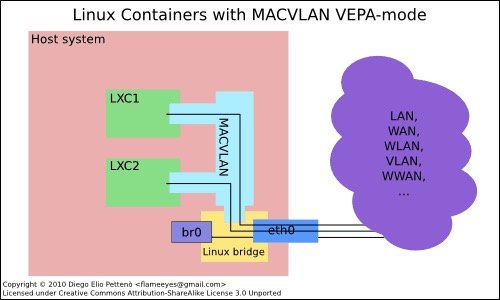 Linux Containers with MACVLAN VEPA-mode
Host system
LXC1
MACVLAN
LXC2
br0
eth0
Linux bridge
LAN,
WAN,
WLAN,
VLAN,
WWAN,
...
Copyright © 2010 Diego Elio Pettenò <flameeyes@gmail.com>
Licensed under Creative Commons Attribution-ShareAlike License 3.0 Unported